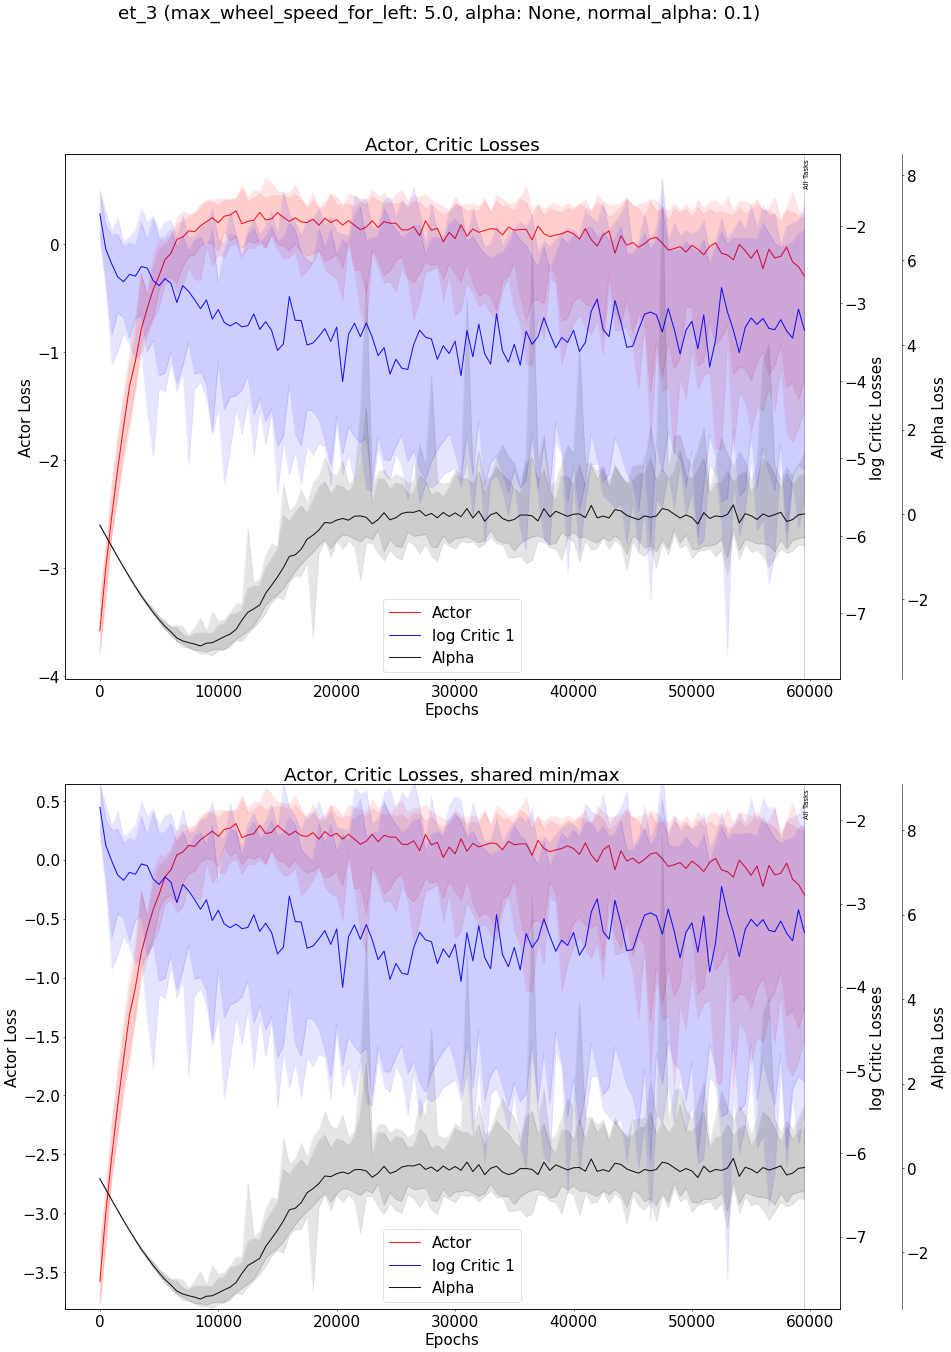 et_3 (max_wheel_speed_for_left: 5.0, alpha: None, normal_alpha: 0.1)
Actor, Critic Losses
All Tasks
0
−1
−2
−3
−4
Actor Loss
−2
−3
−4
−5
−6
−7
log Critic Losses
8
6
4
2
0
−2
Alpha Loss
Actor
log Critic 1
Alpha
0 10000 20000 30000 40000 50000 60000
Epochs
Actor, Critic Losses, shared min/max
All Tasks
0.5
0.0
−0.5
−1.0
−1.5
−2.0
−2.5
−3.0
−3.5
Actor Loss
−2
−3
−4
−5
−6
−7
log Critic Losses
8
6
4
2
0
−2
Alpha Loss
Actor
log Critic 1
Alpha
0 10000 20000 30000 40000 50000 60000
Epochs